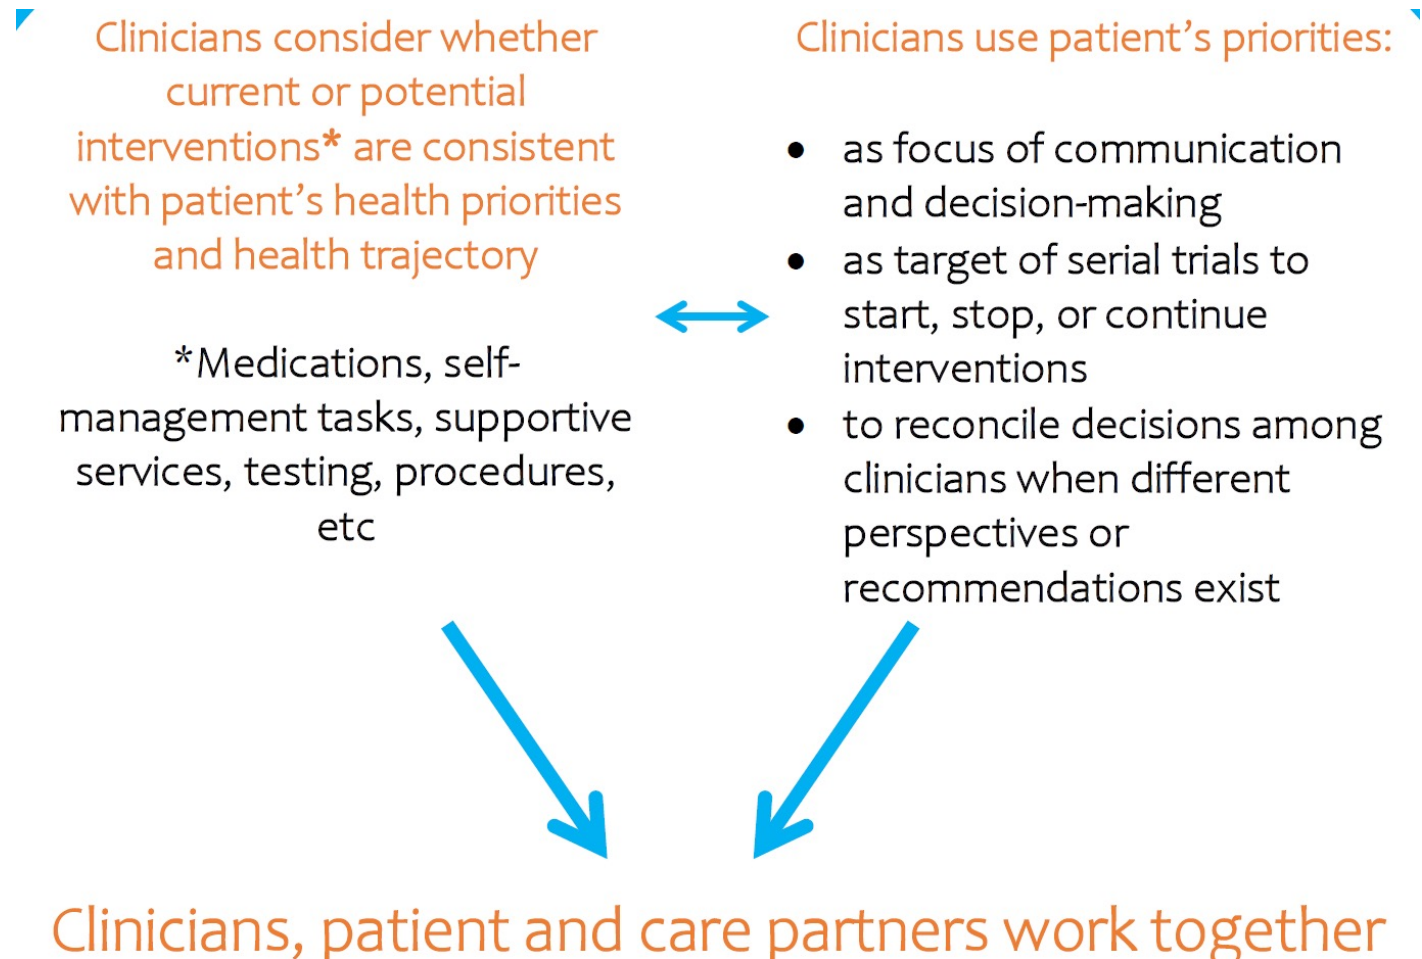 Clinicians consider whether
current or potential
interventions* are consistent
with patient's health priorities
and health trajectory
*Medications, self-
management tasks, supportive
services, testing, procedures,
etc
Clinicians use patient's priorities:
• as focus of communication
and decision-making
• as target of serial trials to
start, stop, or continue
interventions
• to reconcile decisions among
clinicians when different
perspectives or
recommendations exist
Clinicians, patient and care partners work together